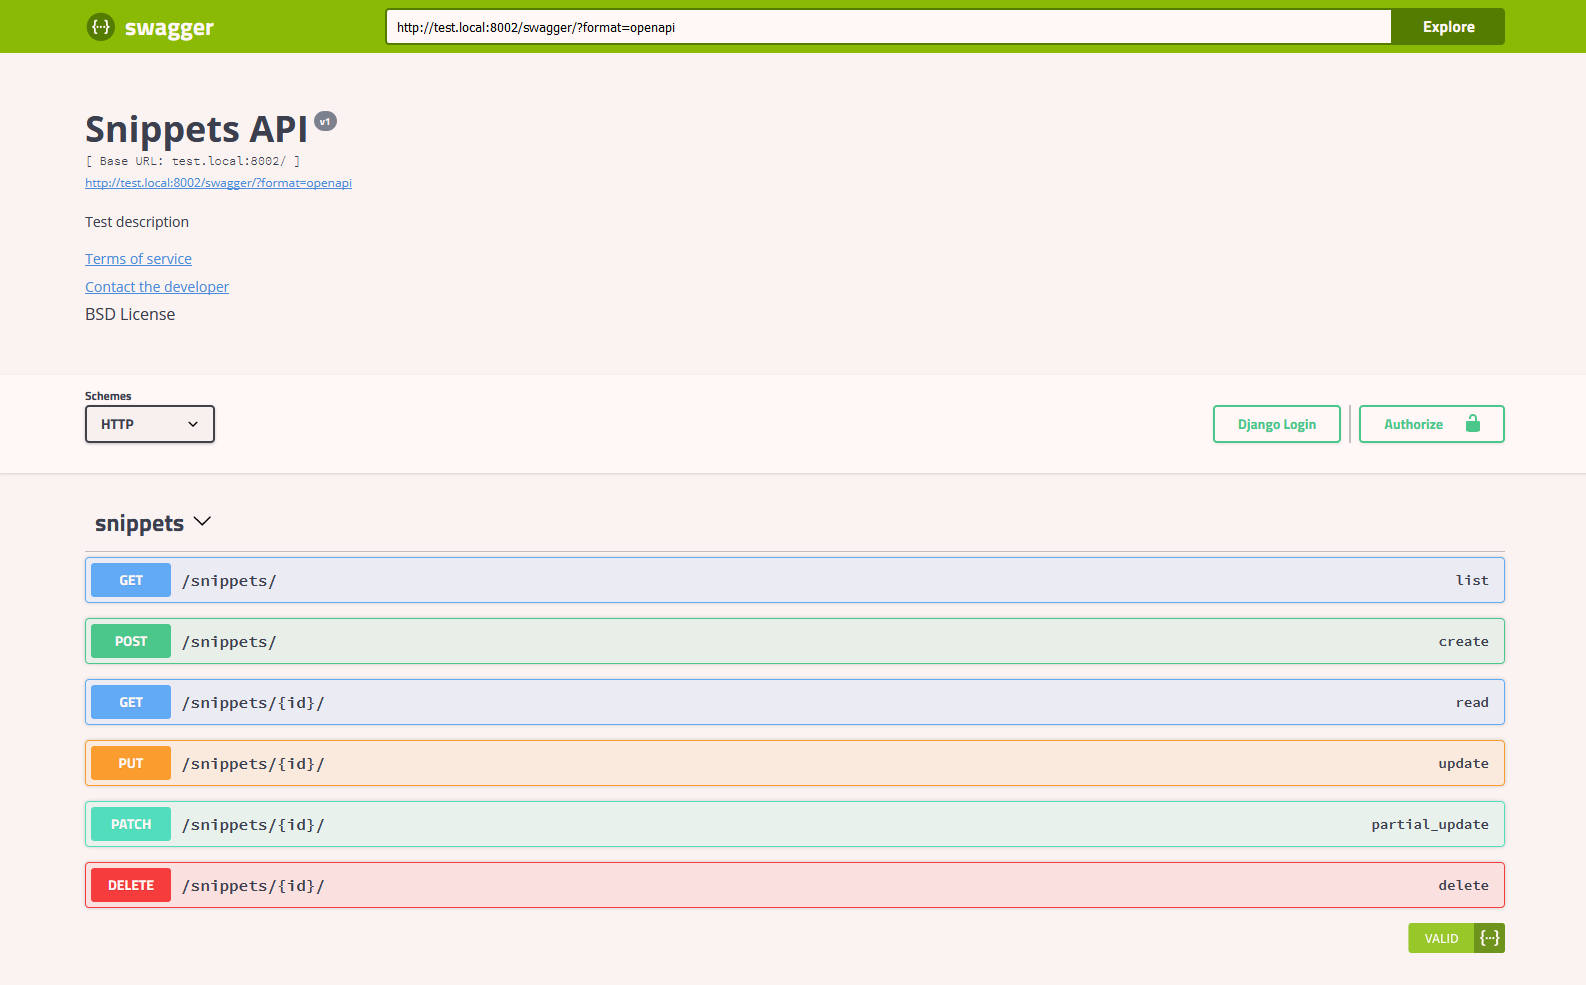 {···} swagger http://test.local:8002/swagger/?format=openapi Explore
Snippets API v1
[ Base URL: test.local:8002/ ]
http://test.local:8002/swagger/?format=openapi
Test description
Terms of service
Contact the developer
BSD License
Schemes
HTTP Django Login Authorize
snippets
GET /snippets/ list
POST /snippets/ create
GET /snippets/{id}/ read
PUT /snippets/{id}/ update
PATCH /snippets/{id}/ partial_update
DELETE /snippets/{id}/ delete
VALID {···}